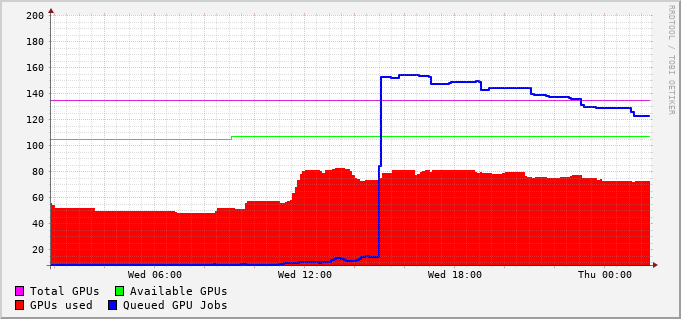 200
180
160
140
120
100
80
60
40
20
Wed 06:00 Wed 12:00 Wed 18:00 Thu 00:00
Total GPUs Available GPUs
GPUs used Queued GPU Jobs
RRDTOOL / TOBI OETIKER